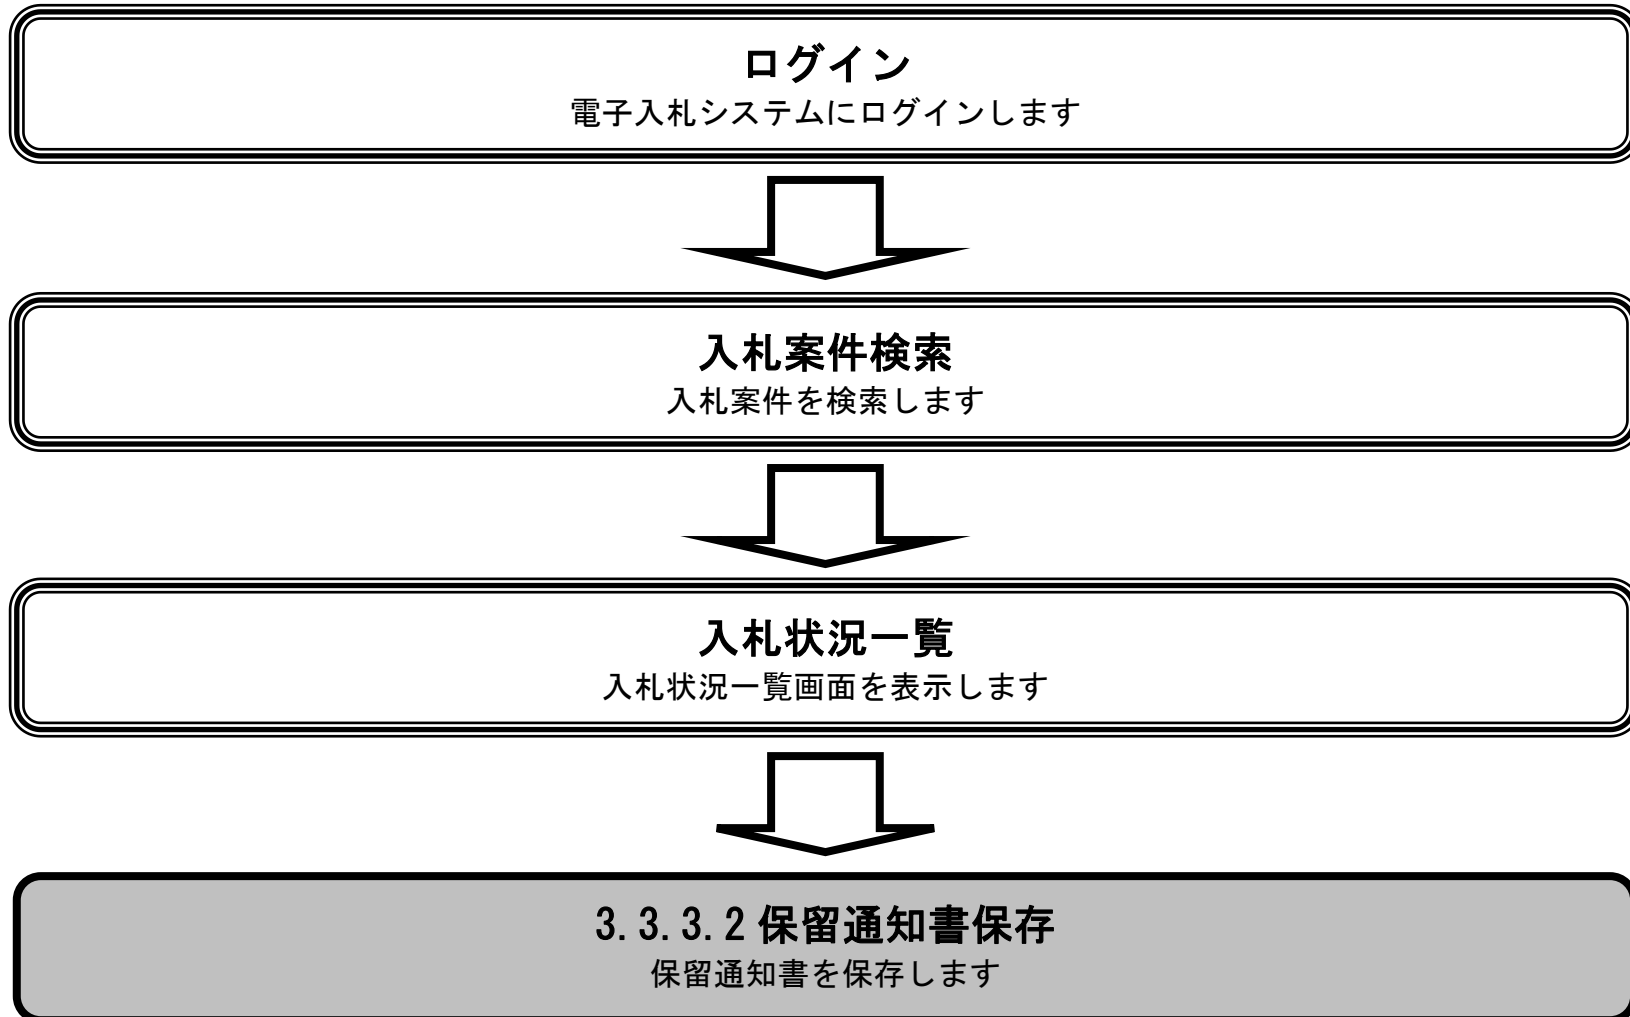 ログイン
電子入札システムにログインします
入札案件検索
入札案件を検索します
入札状況一覧
入札状況一覧画面を表示します
3.3.3.2 保留通知書保存
保留通知書を保存します